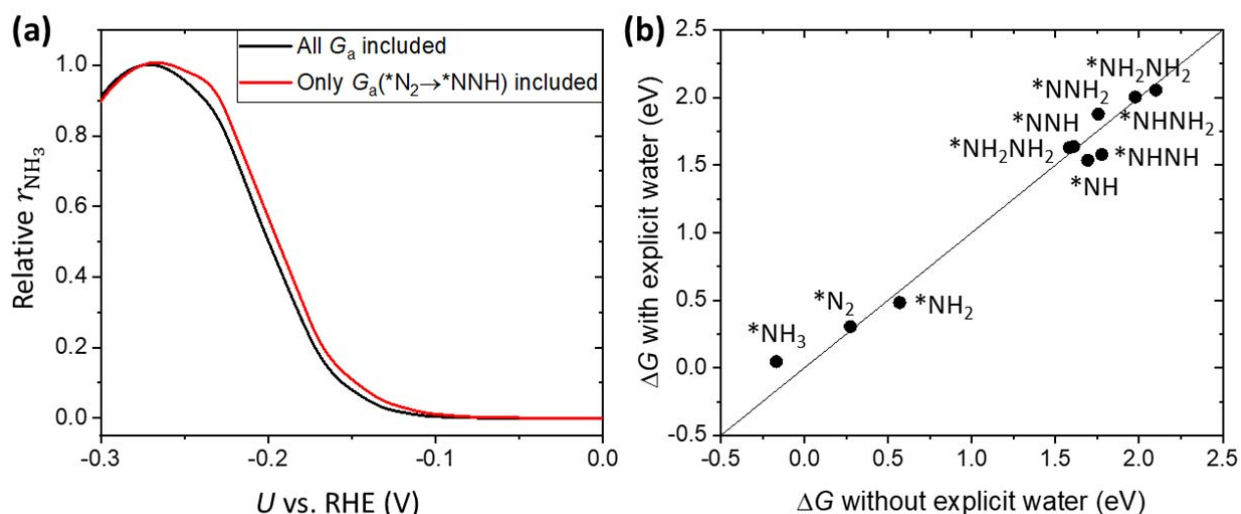 (a)
All Gₐ included
Only Gₐ(*N₂→*NNH) included
Relative r_NH₃
1.0
0.8
0.6
0.4
0.2
0.0
-0.3
-0.2
-0.1
0.0
U vs. RHE (V)
(b)
ΔG with explicit water (eV)
2.5
2.0
1.5
1.0
0.5
0.0
-0.5
*NH₂NH₂
*NNH₂
*NNH
*NHNH₂
*NH₂NH₂
*NHNH
*NH
*N₂
*NH₂
*NH₃
-0.5
0.0
0.5
1.0
1.5
2.0
2.5
ΔG without explicit water (eV)